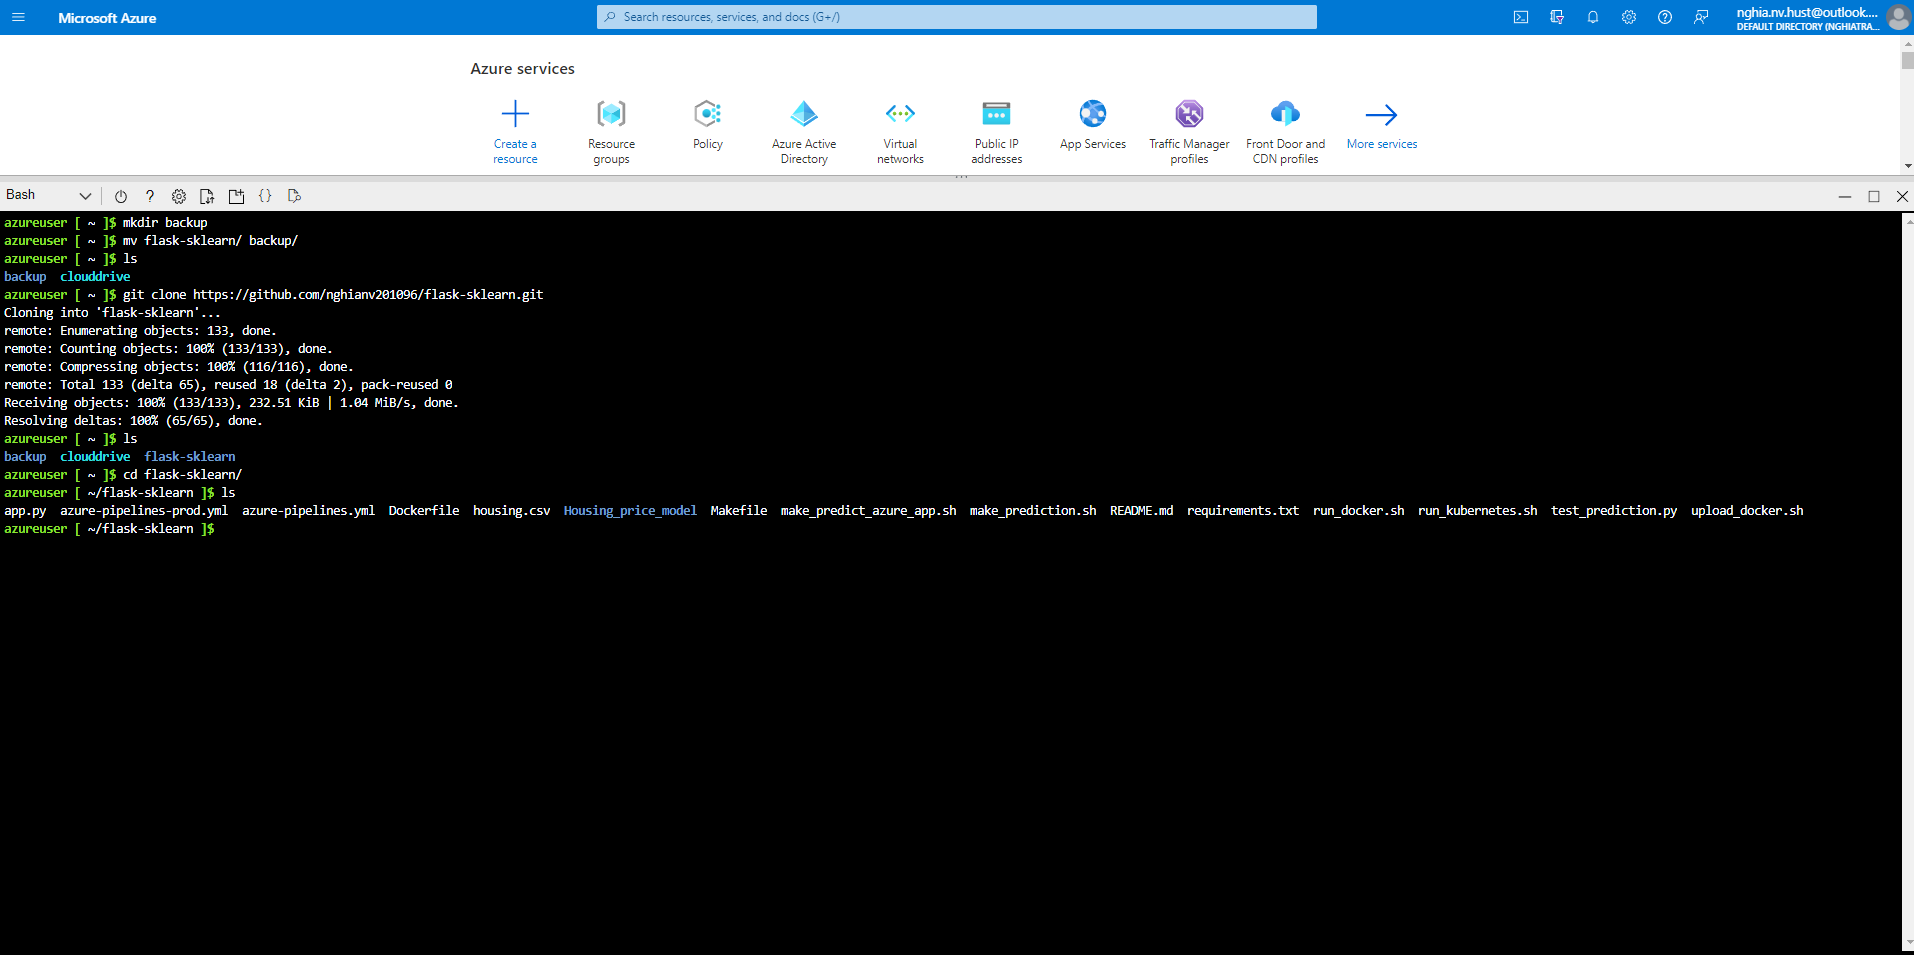 Microsoft Azure
Search resources, services, and docs (G+/)
nghia.nv.hust@outlook....
DEFAULT DIRECTORY (NGHIATRA...
Azure services
Create a resource
Resource groups
Policy
Azure Active Directory
Virtual networks
Public IP addresses
App Services
Traffic Manager profiles
Front Door and CDN profiles
More services
Bash
azureuser [ ~ ]$ mkdir backup
azureuser [ ~ ]$ mv flask-sklearn/ backup/
azureuser [ ~ ]$ ls
backup  clouddrive
azureuser [ ~ ]$ git clone https://github.com/nghianv201096/flask-sklearn.git
Cloning into 'flask-sklearn'...
remote: Enumerating objects: 133, done.
remote: Counting objects: 100% (133/133), done.
remote: Compressing objects: 100% (116/116), done.
remote: Total 133 (delta 65), reused 18 (delta 2), pack-reused 0
Receiving objects: 100% (133/133), 232.51 KiB | 1.04 MiB/s, done.
Resolving deltas: 100% (65/65), done.
azureuser [ ~ ]$ ls
backup  clouddrive  flask-sklearn
azureuser [ ~ ]$ cd flask-sklearn/
azureuser [ ~/flask-sklearn ]$ ls
app.py  azure-pipelines-prod.yml  azure-pipelines.yml  Dockerfile  housing.csv  Housing_price_model  Makefile  make_predict_azure_app.sh  make_prediction.sh  README.md  requirements.txt  run_docker.sh  run_kubernetes.sh  test_prediction.py  upload_docker.sh
azureuser [ ~/flask-sklearn ]$